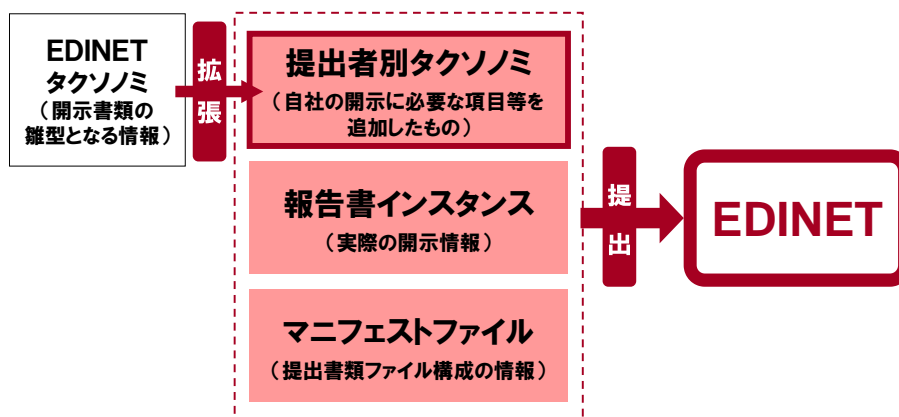 EDINET
タクソノミ
（開示書類の
雛型となる情報）
拡張
提出者別タクソノミ
（自社の開示に必要な項目等を
追加したもの）
報告書インスタンス
（実際の開示情報）
マニフェストファイル
（提出書類ファイル構成の情報）
提出
EDINET